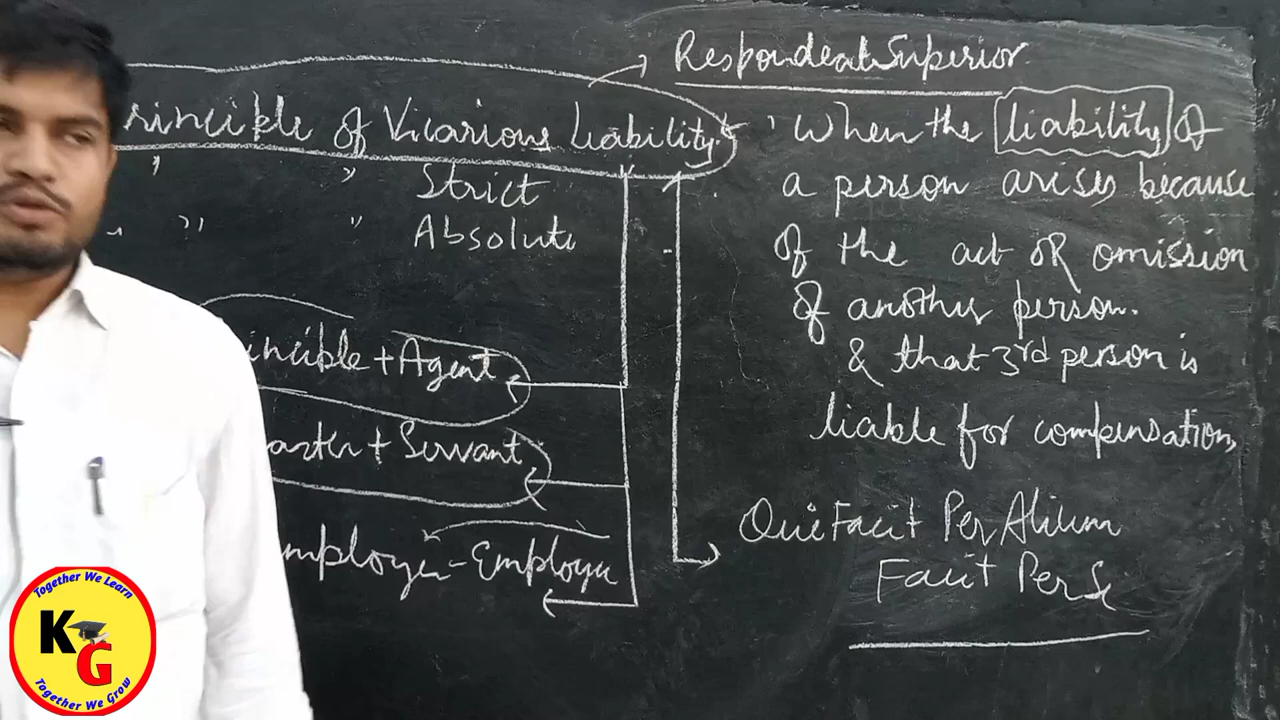 Respondeat Superior
rinciple of Vicarious Liability
" " Strict
" " " Absolute
inciple + Agent
aster + Servant
mployer - Employee
when the liability of
a person arises because
of the act or omission
of another person.
& that 3rd person is
liable for compensation,
Qui Facit Per Alium
Facit Per Se
Together We Learn
KG
Together We Grow